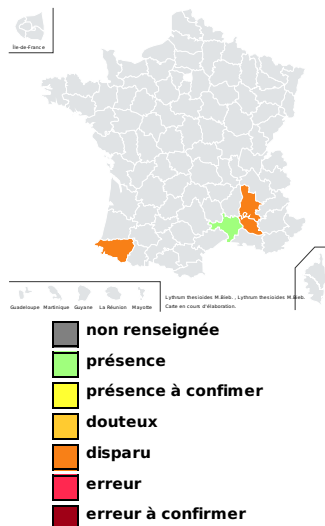 Île-de-France
Lythrum thesioides M.Bieb. , Lythrum thesioides M.Bieb.
Carte en cours d'élaboration.
Guadeloupe Martinique Guyane La Réunion Mayotte
non renseignée
présence
présence à confimer
douteux
disparu
erreur
erreur à confirmer